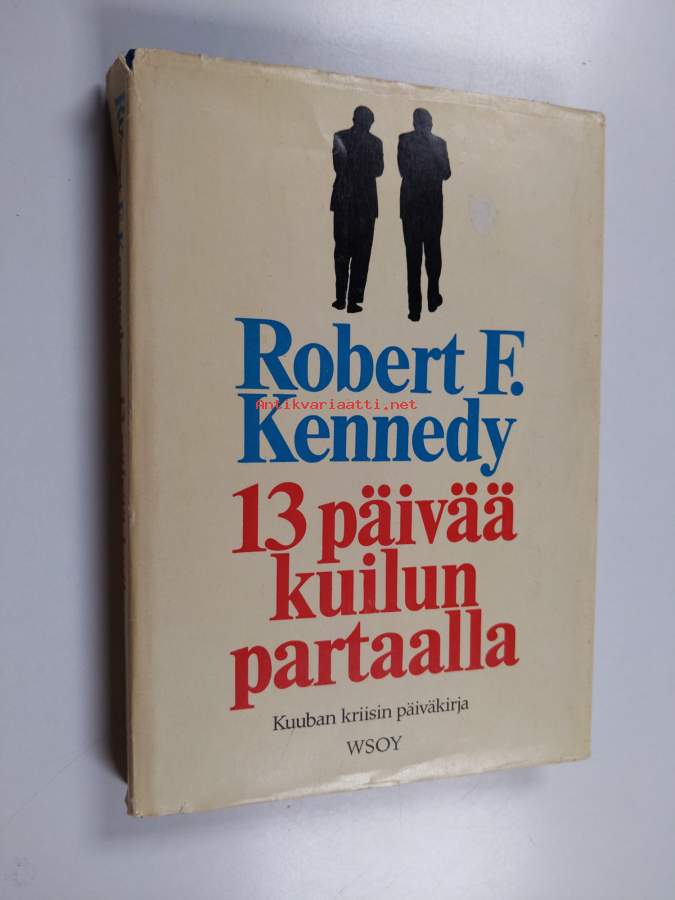 Robert F.
Antikvariaatti.net
Kennedy
13 päivää
kuilun
partaalla
Kuuban kriisin päiväkirja
WSOY